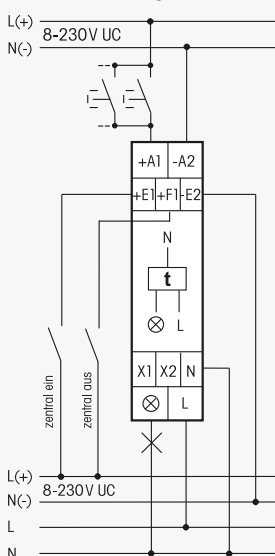 L(+)
8-230V UC
N(-)
+A1 -A2
+E1 +F1 -E2
N
t
L
X1 X2 N
L
zentral ein
zentral aus
L(+)
8-230V UC
N(-)
L
N